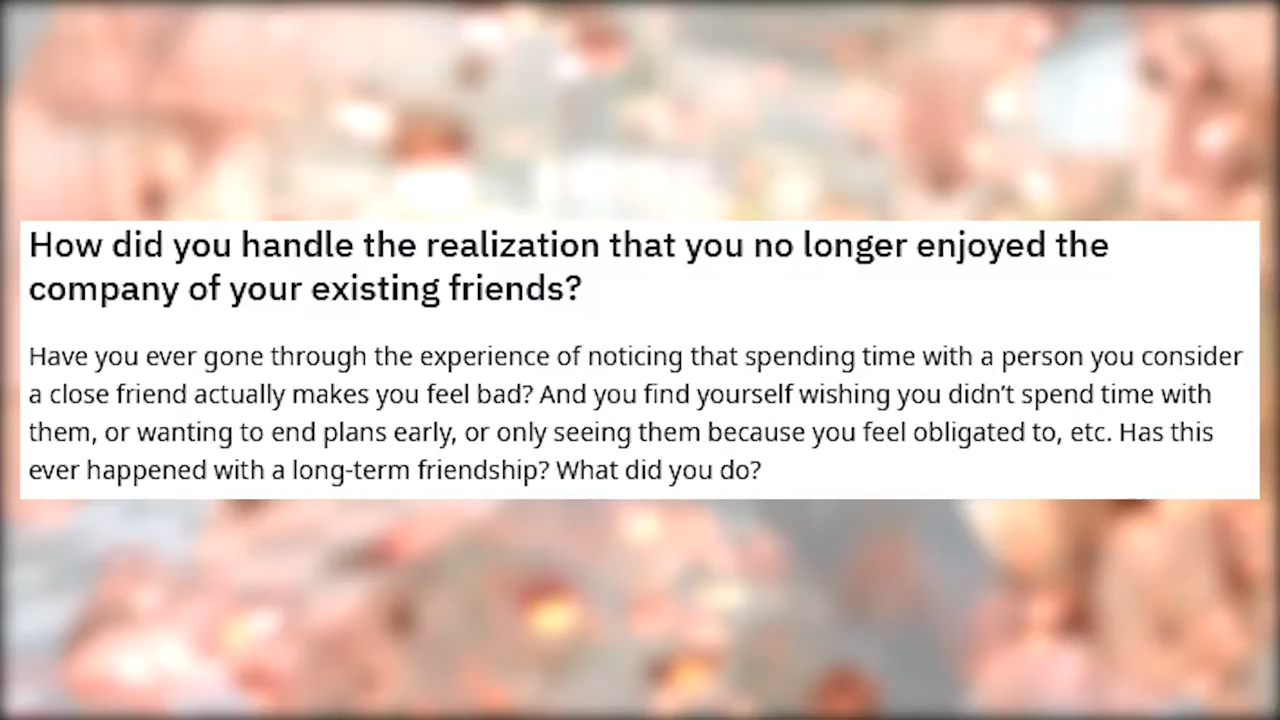 How did you handle the realization that you no longer enjoyed the
company of your existing friends?
Have you ever gone through the experience of noticing that spending time with a person you consider
a close friend actually makes you feel bad? And you find yourself wishing you didn’t spend time with
them, or wanting to end plans early, or only seeing them because you feel obligated to, etc. Has this
ever happened with a long-term friendship? What did you do?